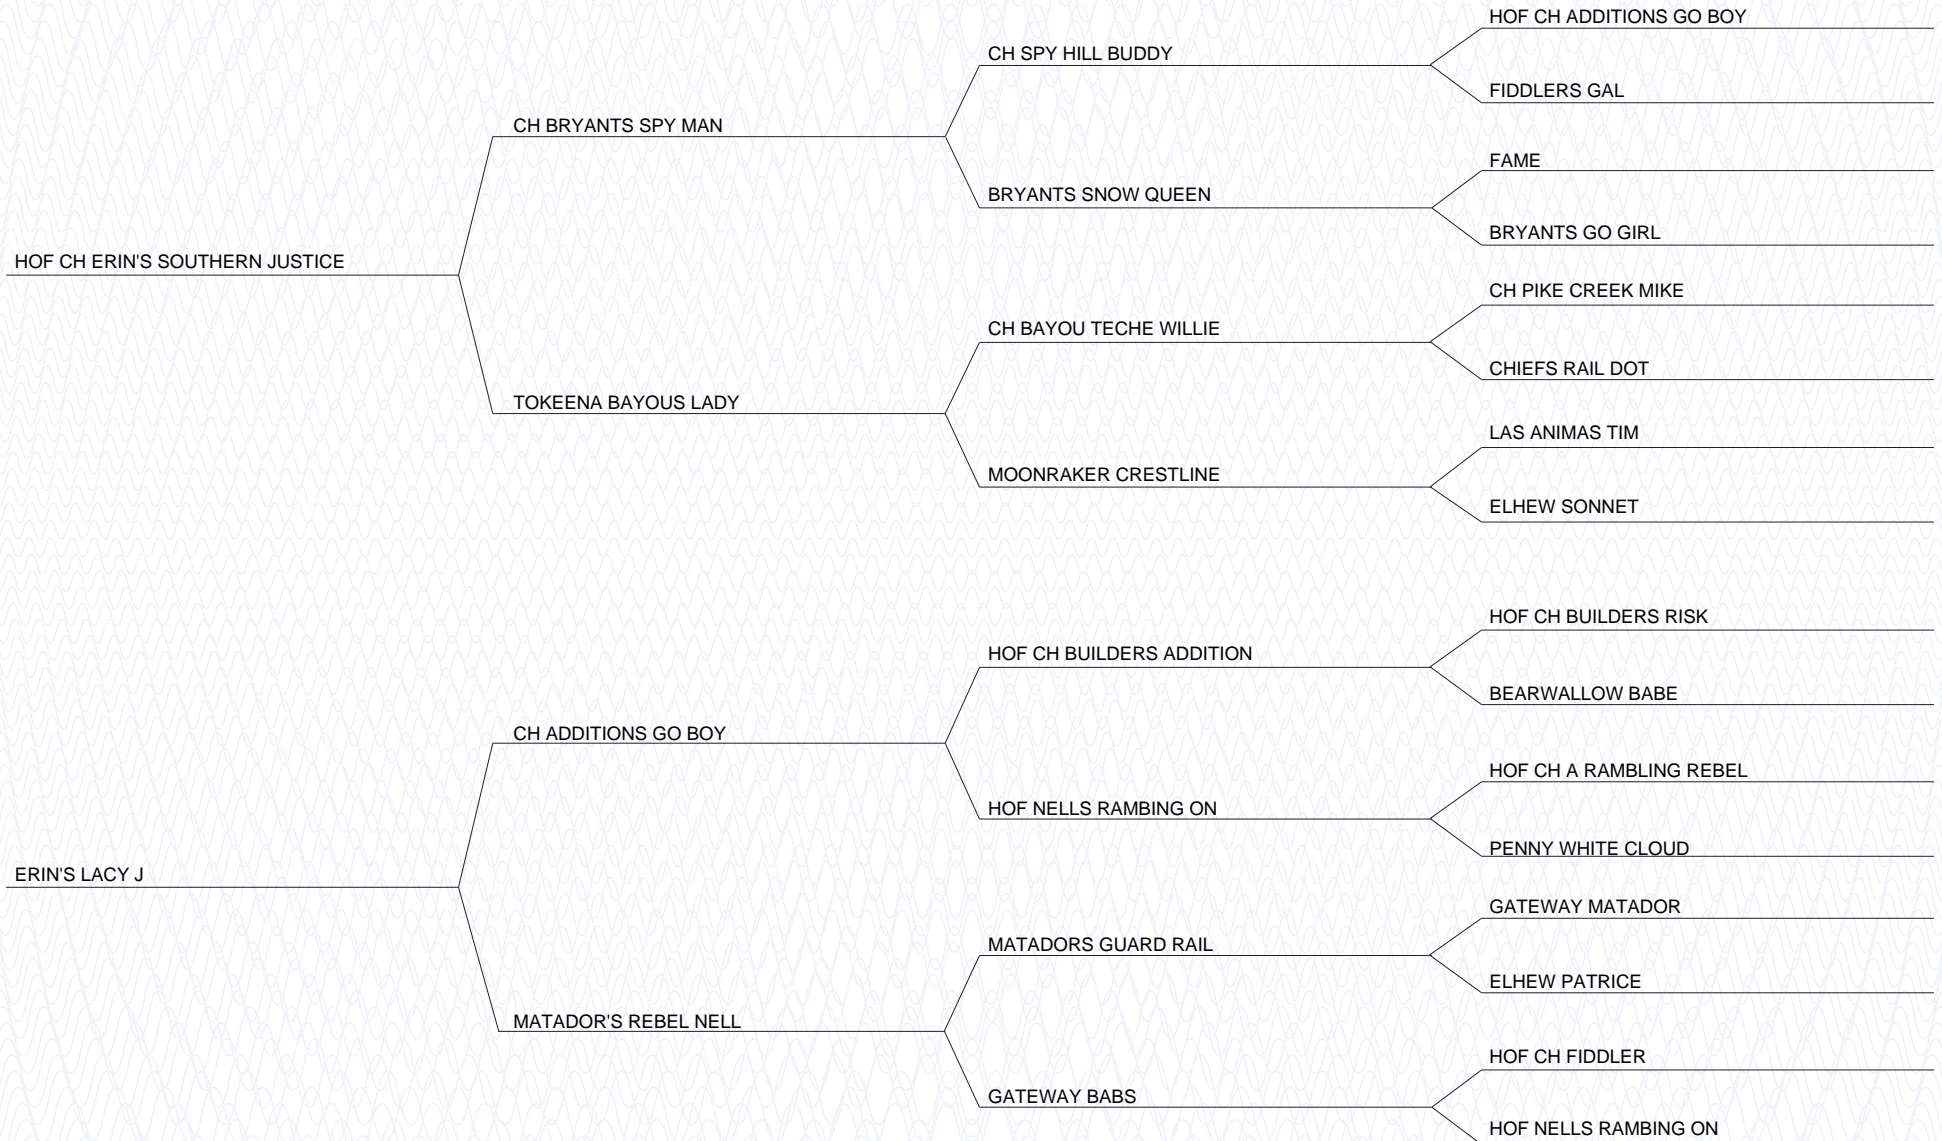 HOF CH ADDITIONS GO BOY
CH SPY HILL BUDDY
FIDDLERS GAL
CH BRYANTS SPY MAN
FAME
BRYANTS SNOW QUEEN
BRYANTS GO GIRL
HOF CH ERIN'S SOUTHERN JUSTICE
CH PIKE CREEK MIKE
CH BAYOU TECHE WILLIE
CHIEFS RAIL DOT
TOKEENA BAYOUS LADY
LAS ANIMAS TIM
MOONRAKER CRESTLINE
ELHEW SONNET
HOF CH BUILDERS RISK
HOF CH BUILDERS ADDITION
BEARWALLOW BABE
CH ADDITIONS GO BOY
HOF CH A RAMBLING REBEL
HOF NELLS RAMBING ON
PENNY WHITE CLOUD
ERIN'S LACY J
GATEWAY MATADOR
MATADORS GUARD RAIL
ELHEW PATRICE
MATADOR'S REBEL NELL
HOF CH FIDDLER
GATEWAY BABS
HOF NELLS RAMBING ON